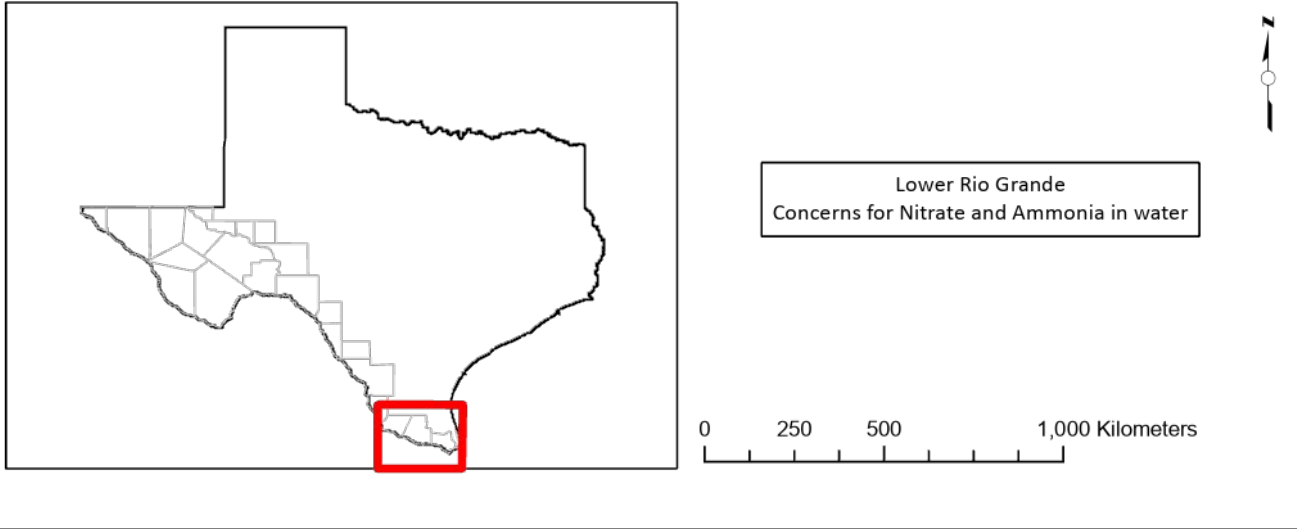 N
Lower Rio Grande
Concerns for Nitrate and Ammonia in water
0 250 500 1,000 Kilometers